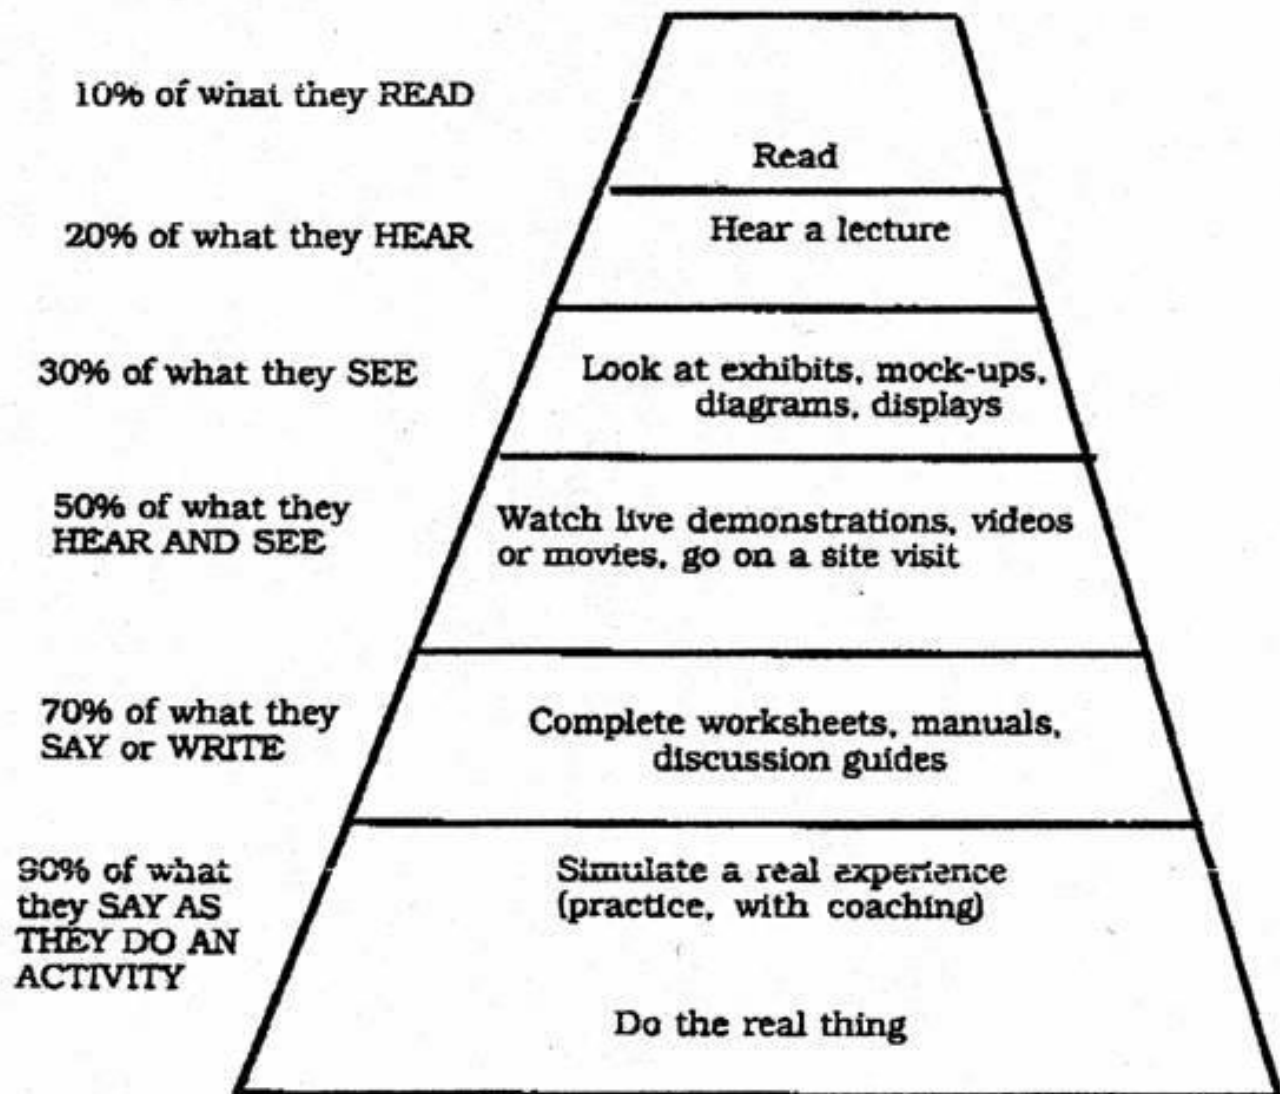 10% of what they READ
Read
20% of what they HEAR
Hear a lecture
30% of what they SEE
Look at exhibits, mock-ups,
diagrams, displays
50% of what they
HEAR AND SEE
Watch live demonstrations, videos
or movies, go on a site visit
70% of what they
SAY or WRITE
Complete worksheets, manuals,
discussion guides
90% of what
they SAY AS
THEY DO AN
ACTIVITY
Simulate a real experience
(practice, with coaching)
Do the real thing